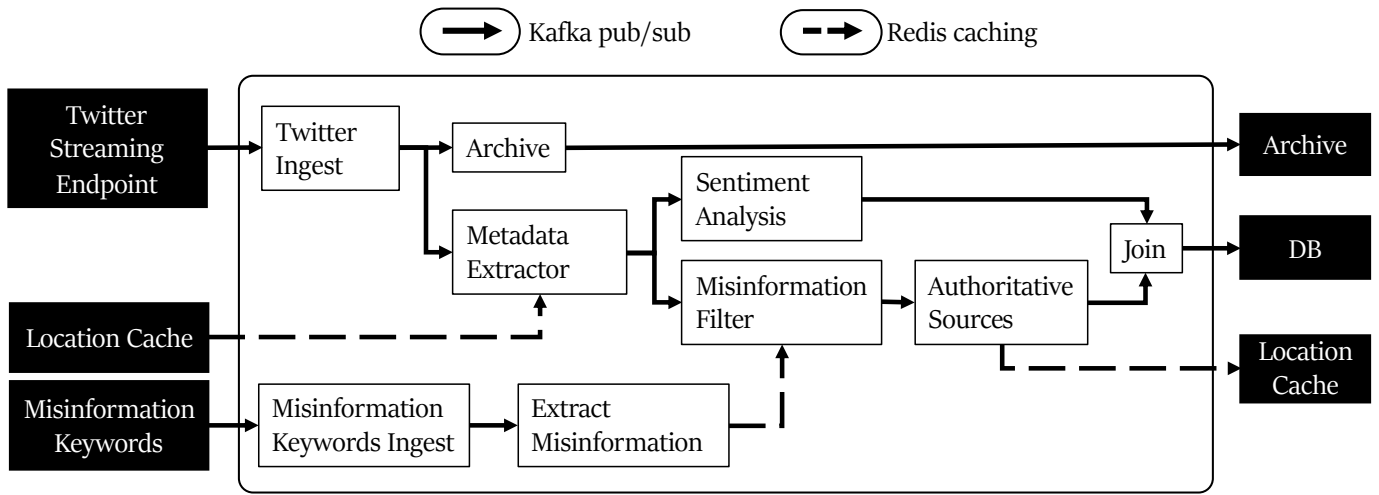 Kafka pub/sub
Redis caching
Twitter
Streaming
Endpoint
Twitter
Ingest
Archive
Archive
Sentiment
Analysis
Metadata
Extractor
Join
DB
Misinformation
Filter
Authoritative
Sources
Location Cache
Location
Cache
Misinformation
Keywords
Misinformation
Keywords Ingest
Extract
Misinformation